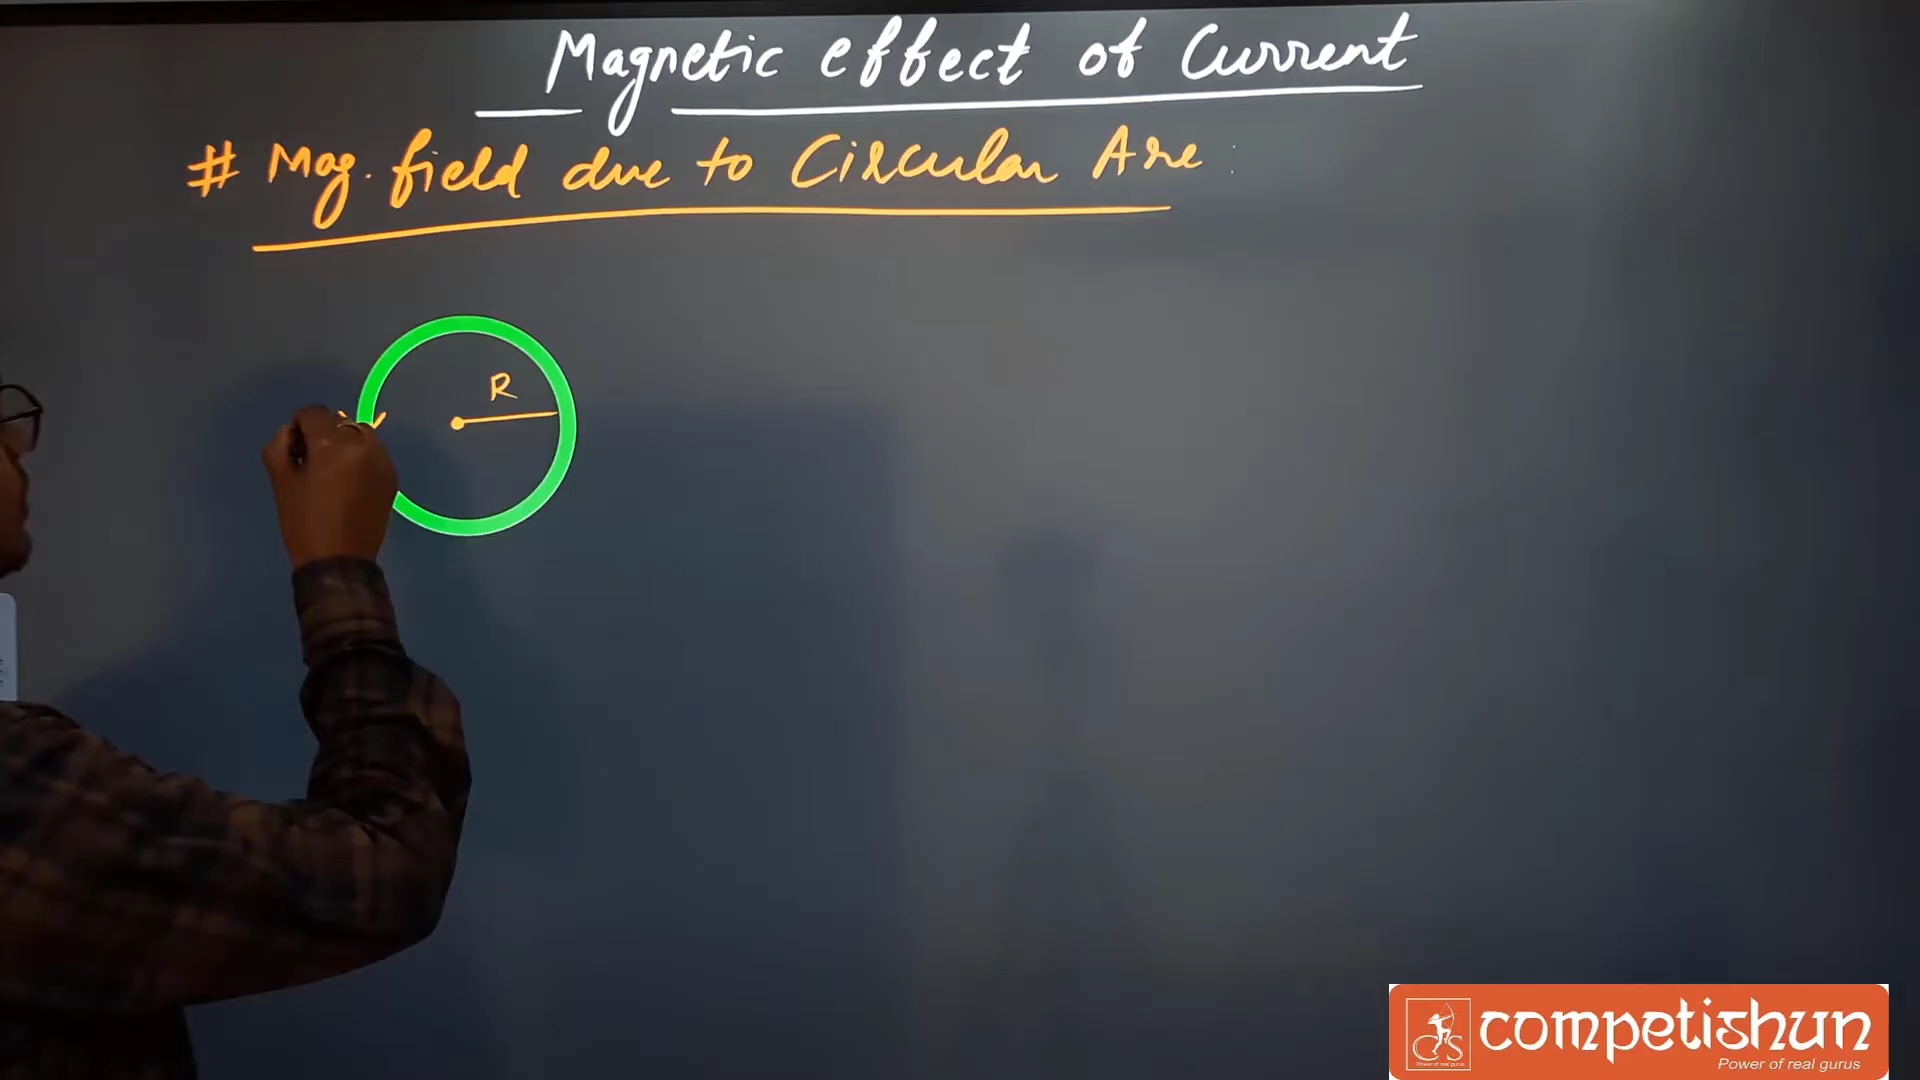 Magnetic effect of Current
# Mag. field due to Circular Arc :
R
competishun
Power of real gurus